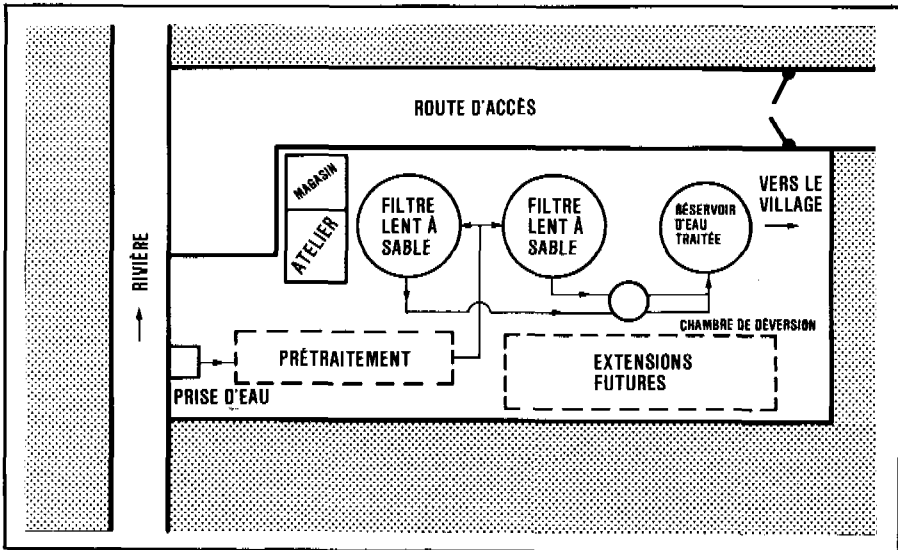 ROUTE D'ACCÈS
MAGASIN
ATELIER
FILTRE
LENT À
SABLE
FILTRE
LENT À
SABLE
RÉSERVOIR
D'EAU
TRAITÉE
VERS LE
VILLAGE
RIVIÈRE
CHAMBRE DE DÉVERSION
PRÉTRAITEMENT
EXTENSIONS
FUTURES
PRISE D'EAU